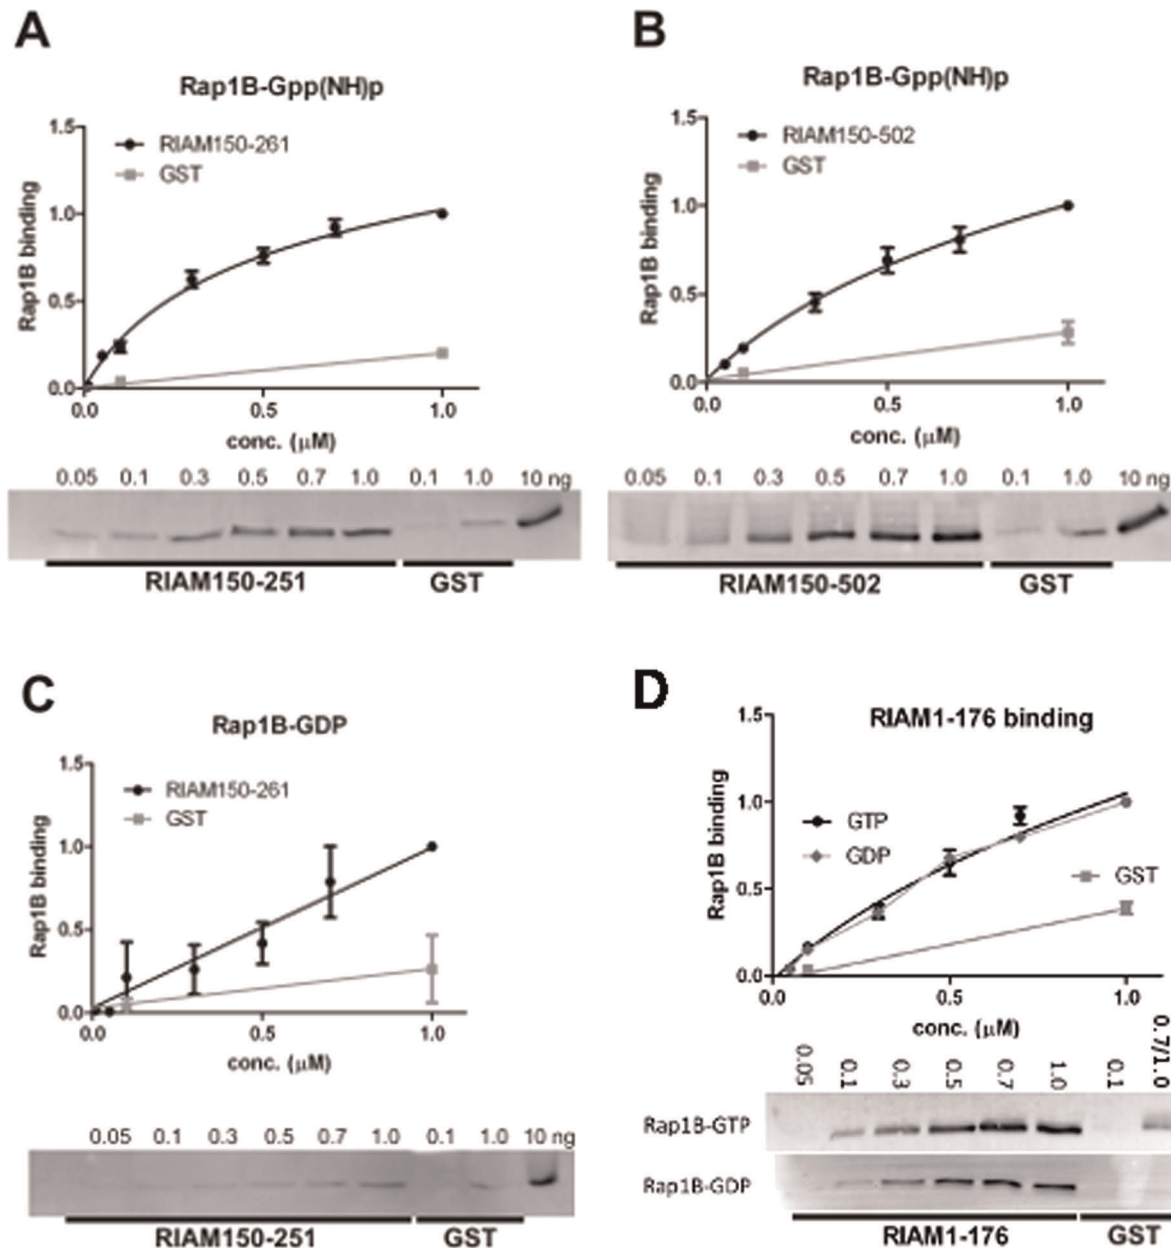 A
Rap1B-Gpp(NH)p
1.5
RIAM150-261
GST
1.0
0.5
0.0
Rap1B binding
0.0 0.5 1.0
conc. (μM)
0.05 0.1 0.3 0.5 0.7 1.0 0.1 1.0 10 ng
RIAM150-251 GST
B
Rap1B-Gpp(NH)p
1.5
RIAM150-502
GST
1.0
0.5
0.0
Rap1B binding
0.0 0.5 1.0
conc. (μM)
0.05 0.1 0.3 0.5 0.7 1.0 0.1 1.0 10 ng
RIAM150-502 GST
C
Rap1B-GDP
1.5
RIAM150-261
GST
1.0
0.5
0.0
Rap1B binding
0.0 0.5 1.0
conc. (μM)
0.05 0.1 0.3 0.5 0.7 1.0 0.1 1.0 10 ng
RIAM150-251 GST
D
RIAM1-176 binding
1.5
1.0
GTP
GDP
GST
0.5
0.0
Rap1B binding
0.0 0.5 1.0
conc. (μM)
0.05 0.1 0.3 0.5 0.7 1.0 0.1 0.7/1.0
Rap1B-GTP
Rap1B-GDP
RIAM1-176 GST